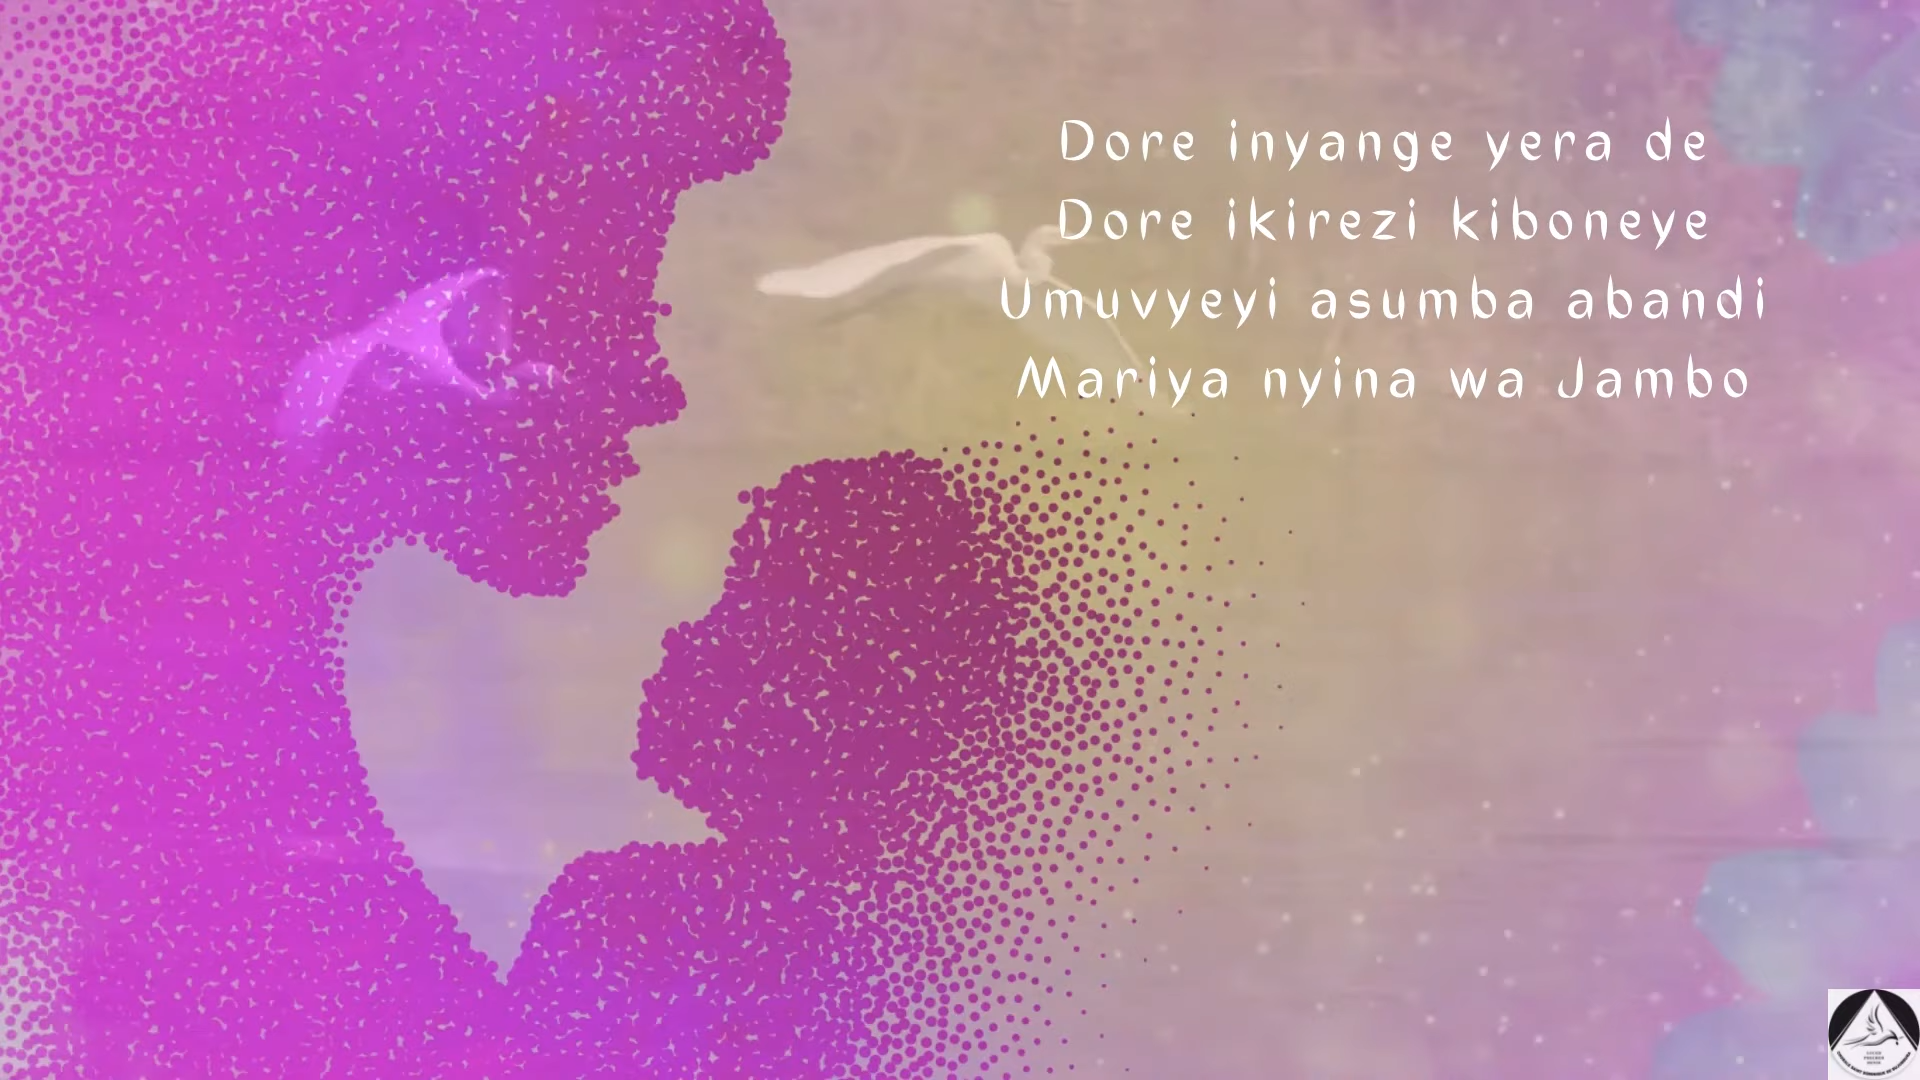 Dore inyange yera de
Dore ikirezi kiboneye
Umuvyeyi asumba abandi
Mariya nyina wa Jambo